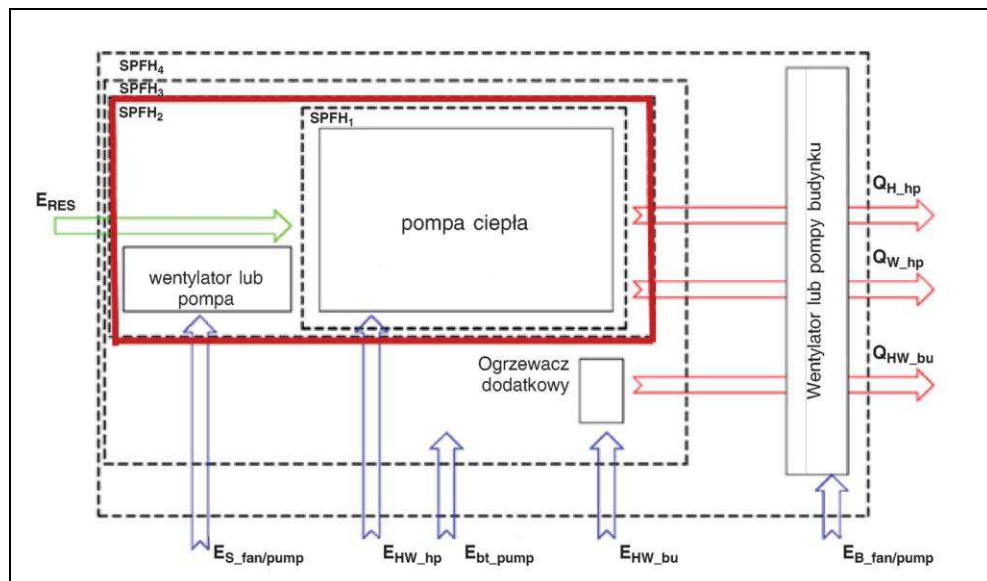 SPFH4
SPFH3
SPFH2
SPFH1
ERES
pompa ciepła
wentylator lub
pompa
Ogrzewacz
dodatkowy
Wentylator lub pompy budynku
QH_hp
QW_hp
QHW_bu
ES_fan/pump
EHW_hp
Ebt_pump
EHW_bu
EB_fan/pump